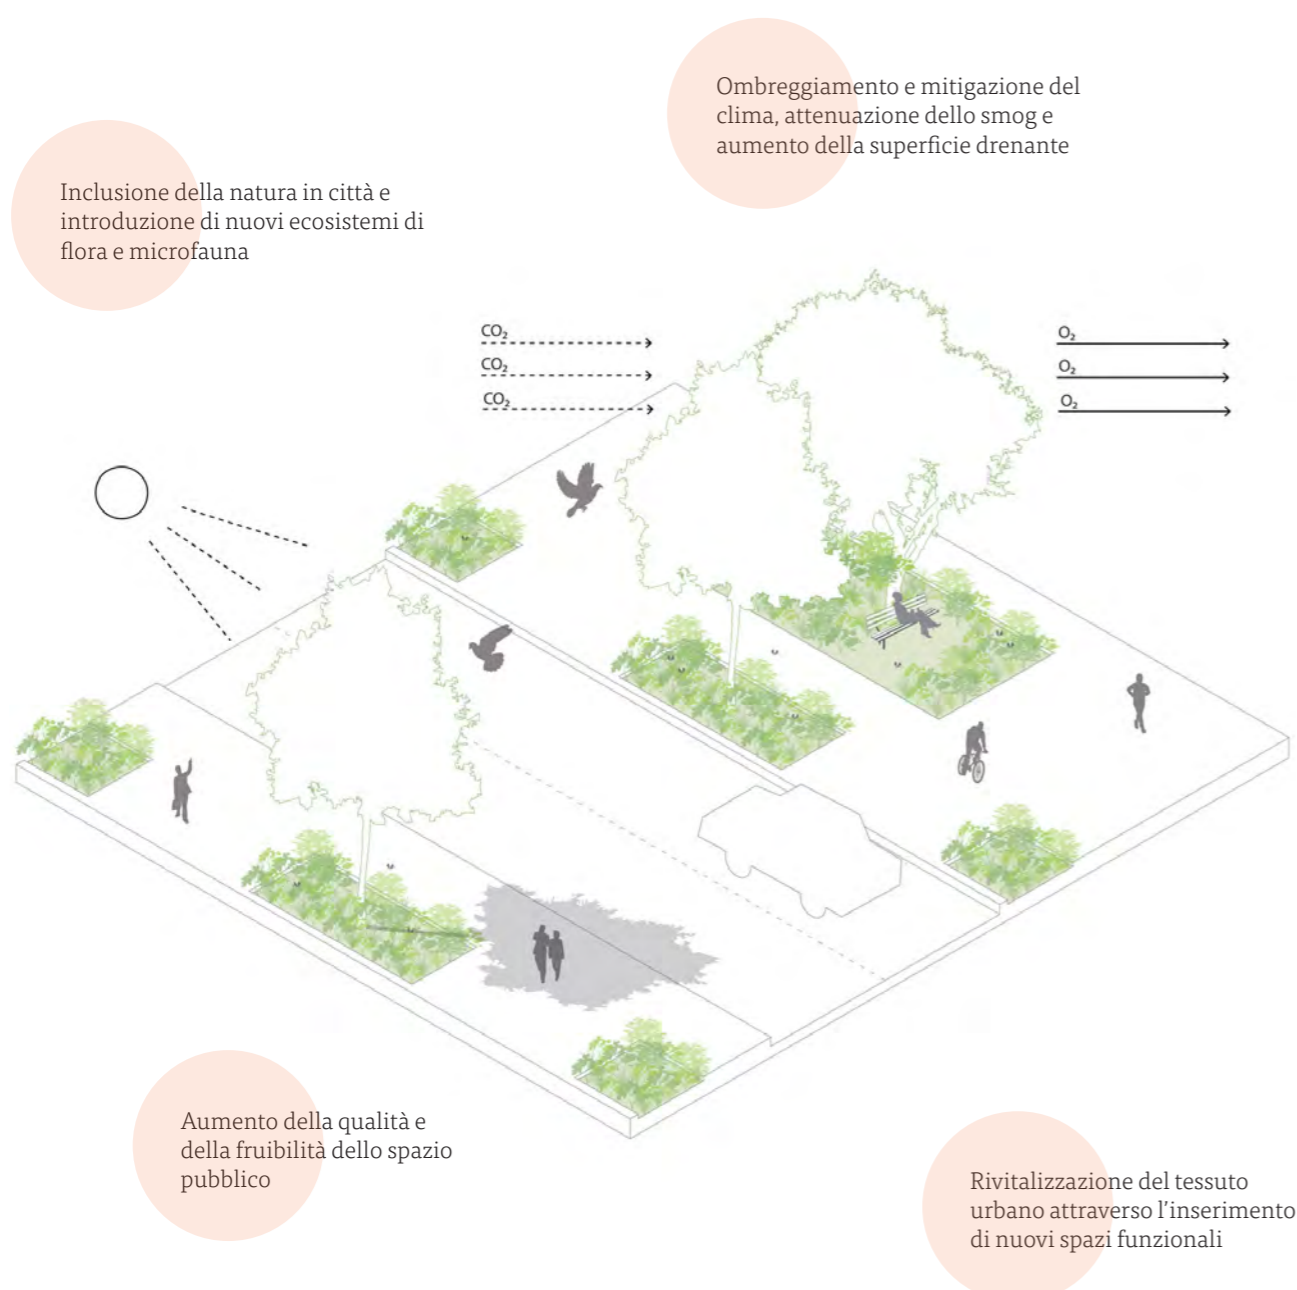 Ombreggiamento e mitigazione del
clima, attenuazione dello smog e
aumento della superficie drenante
Inclusione della natura in città e
introduzione di nuovi ecosistemi di
flora e microfauna
CO₂
CO₂
CO₂
O₂
O₂
O₂
Aumento della qualità e
della fruibilità dello spazio
pubblico
Rivitalizzazione del tessuto
urbano attraverso l’inserimento
di nuovi spazi funzionali